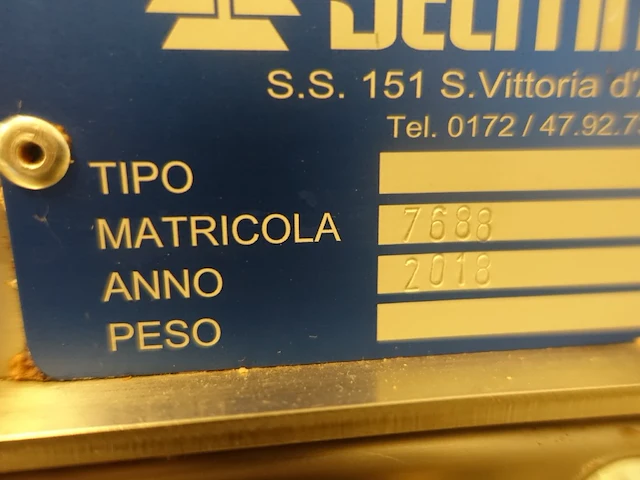 S.S. 151 S.Vittoria d'
Tel. 0172 / 47.92.7
TIPO
MATRICOLA 7688
ANNO 2018
PESO